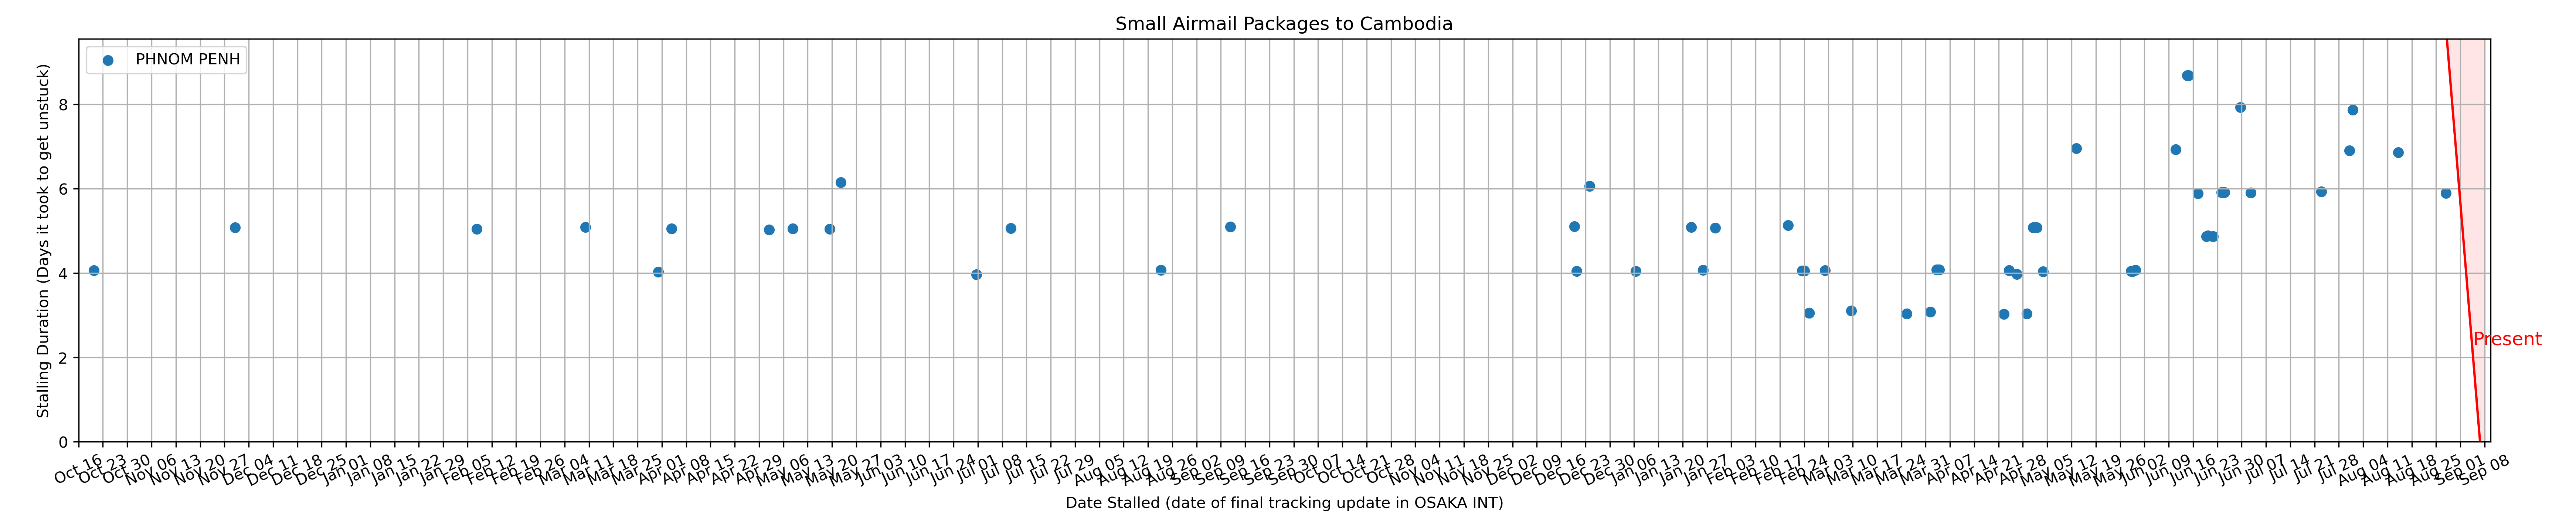 Small Airmail Packages to Cambodia
PHNOM PENH
Stalling Duration (Days it took to get unstuck)
8
6
4
2
0
Present
Oct 16
Oct 23
Oct 30
Nov 06
Nov 13
Nov 20
Nov 27
Dec 04
Dec 11
Dec 18
Dec 25
Jan 01
Jan 08
Jan 15
Jan 22
Jan 29
Feb 05
Feb 12
Feb 19
Feb 26
Mar 04
Mar 11
Mar 18
Mar 25
Apr 01
Apr 08
Apr 15
Apr 22
Apr 29
May 06
May 13
May 20
May 27
Jun 03
Jun 10
Jun 17
Jun 24
Jul 01
Jul 08
Jul 15
Jul 22
Jul 29
Aug 05
Aug 12
Aug 19
Aug 26
Sep 02
Sep 09
Sep 16
Sep 23
Sep 30
Oct 07
Oct 14
Oct 21
Oct 28
Nov 04
Nov 11
Nov 18
Nov 25
Dec 02
Dec 09
Dec 16
Dec 23
Dec 30
Jan 06
Jan 13
Jan 20
Jan 27
Feb 03
Feb 10
Feb 17
Feb 24
Mar 03
Mar 10
Mar 17
Mar 24
Mar 31
Apr 07
Apr 14
Apr 21
Apr 28
May 05
May 12
May 19
May 26
Jun 02
Jun 09
Jun 16
Jun 23
Jun 30
Jul 07
Jul 14
Jul 21
Jul 28
Aug 04
Aug 11
Aug 18
Aug 25
Sep 01
Sep 08
Date Stalled (date of final tracking update in OSAKA INT)